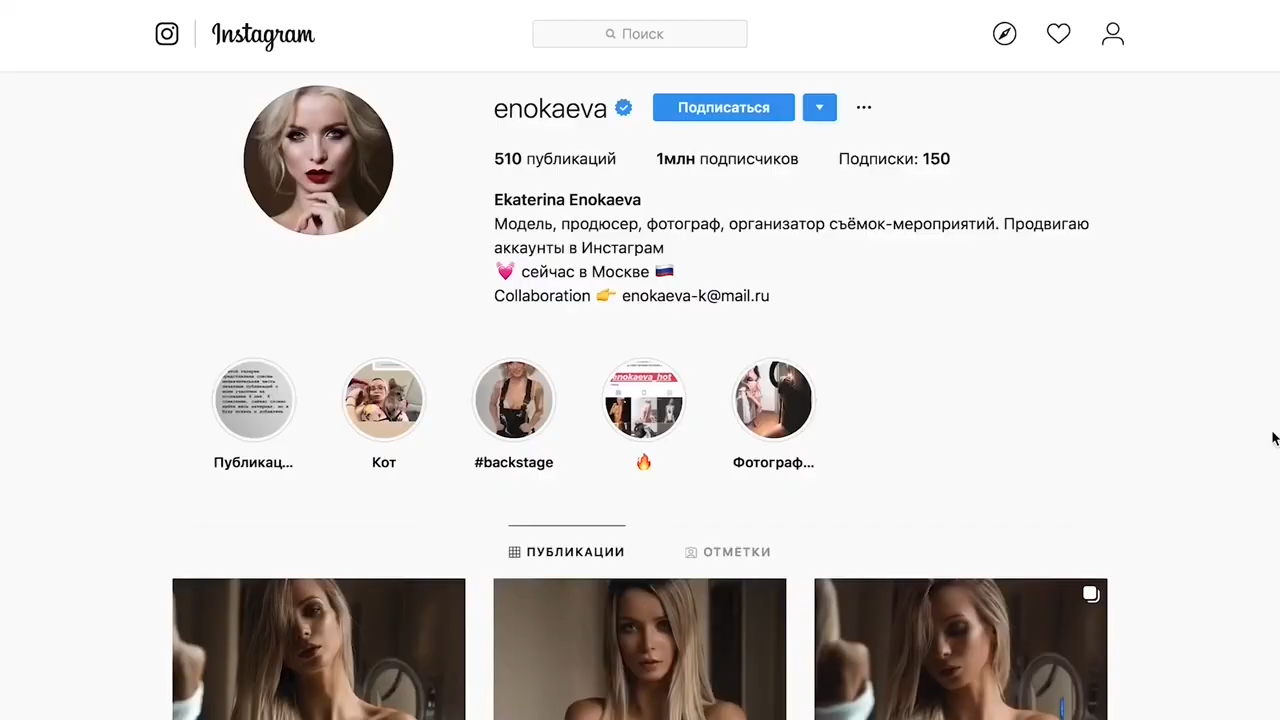 Instagram
Поиск
enokaeva
Подписаться
510 публикаций
1млн подписчиков
Подписки: 150
Ekaterina Enokaeva
Модель, продюсер, фотограф, организатор съёмок-мероприятий. Продвигаю
аккаунты в Инстаграм
💓 сейчас в Москве 🇷🇺
Collaboration 👉 enokaeva-k@mail.ru
enokaeva_hot
Публикац...
Кот
#backstage
🔥
Фотограф...
ПУБЛИКАЦИИ
ОТМЕТКИ